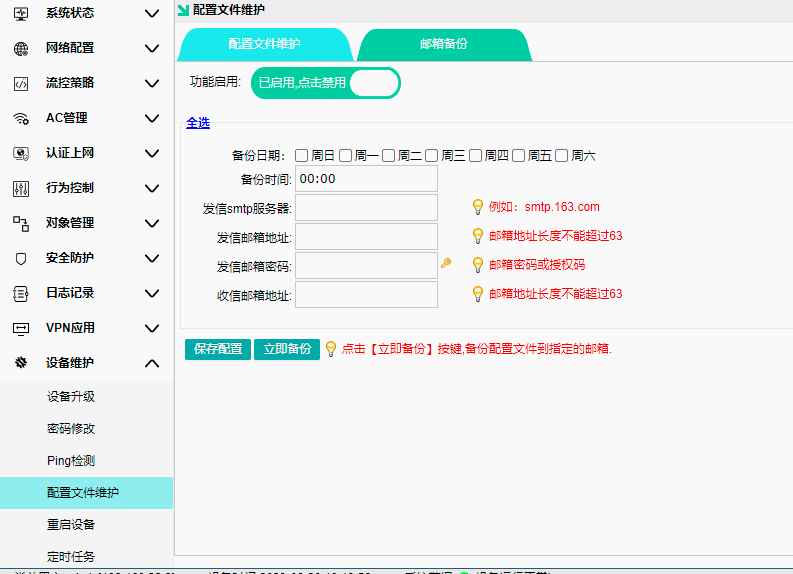 系统状态
网络配置
流控策略
AC管理
认证上网
行为控制
对象管理
安全防护
日志记录
VPN应用
设备维护
设备升级
密码修改
Ping检测
配置文件维护
重启设备
定时任务
配置文件维护
配置文件维护 邮箱备份
功能启用: 已启用,点击禁用
全选
备份日期: 周日 周一 周二 周三 周四 周五 周六
备份时间: 00:00
发信smtp服务器: 例如: smtp.163.com
发信邮箱地址: 邮箱地址长度不能超过63
发信邮箱密码: 邮箱密码或授权码
收信邮箱地址: 邮箱地址长度不能超过63
保存配置 立即备份 点击【立即备份】按键,备份配置文件到指定的邮箱.